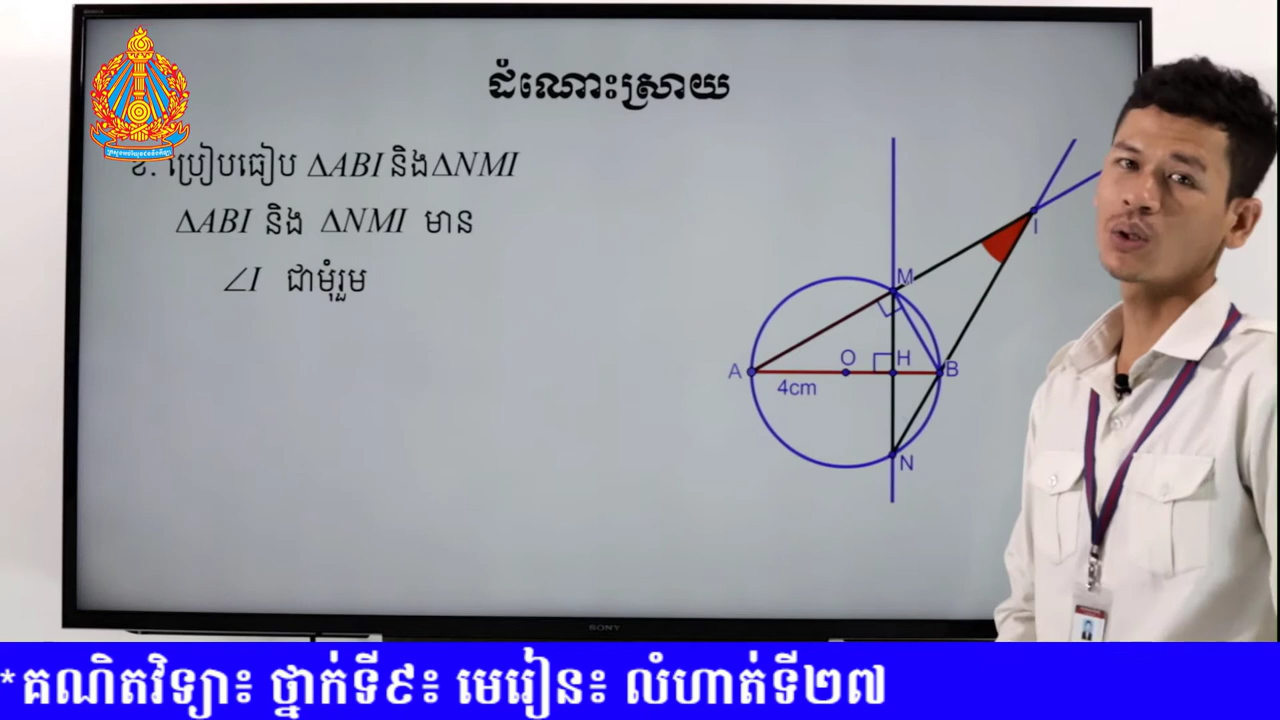 ដំណោះស្រាយ
ខ. ប្រៀបធៀប ΔABI និង ΔNMI
ΔABI និង ΔNMI មាន
∠I ជាមុំរួម
I
M
A
O
H
B
4cm
N
SONY
*គណិតវិទ្យា៖ ថ្នាក់ទី៩៖ មេរៀន៖ លំហាត់ទី២៧